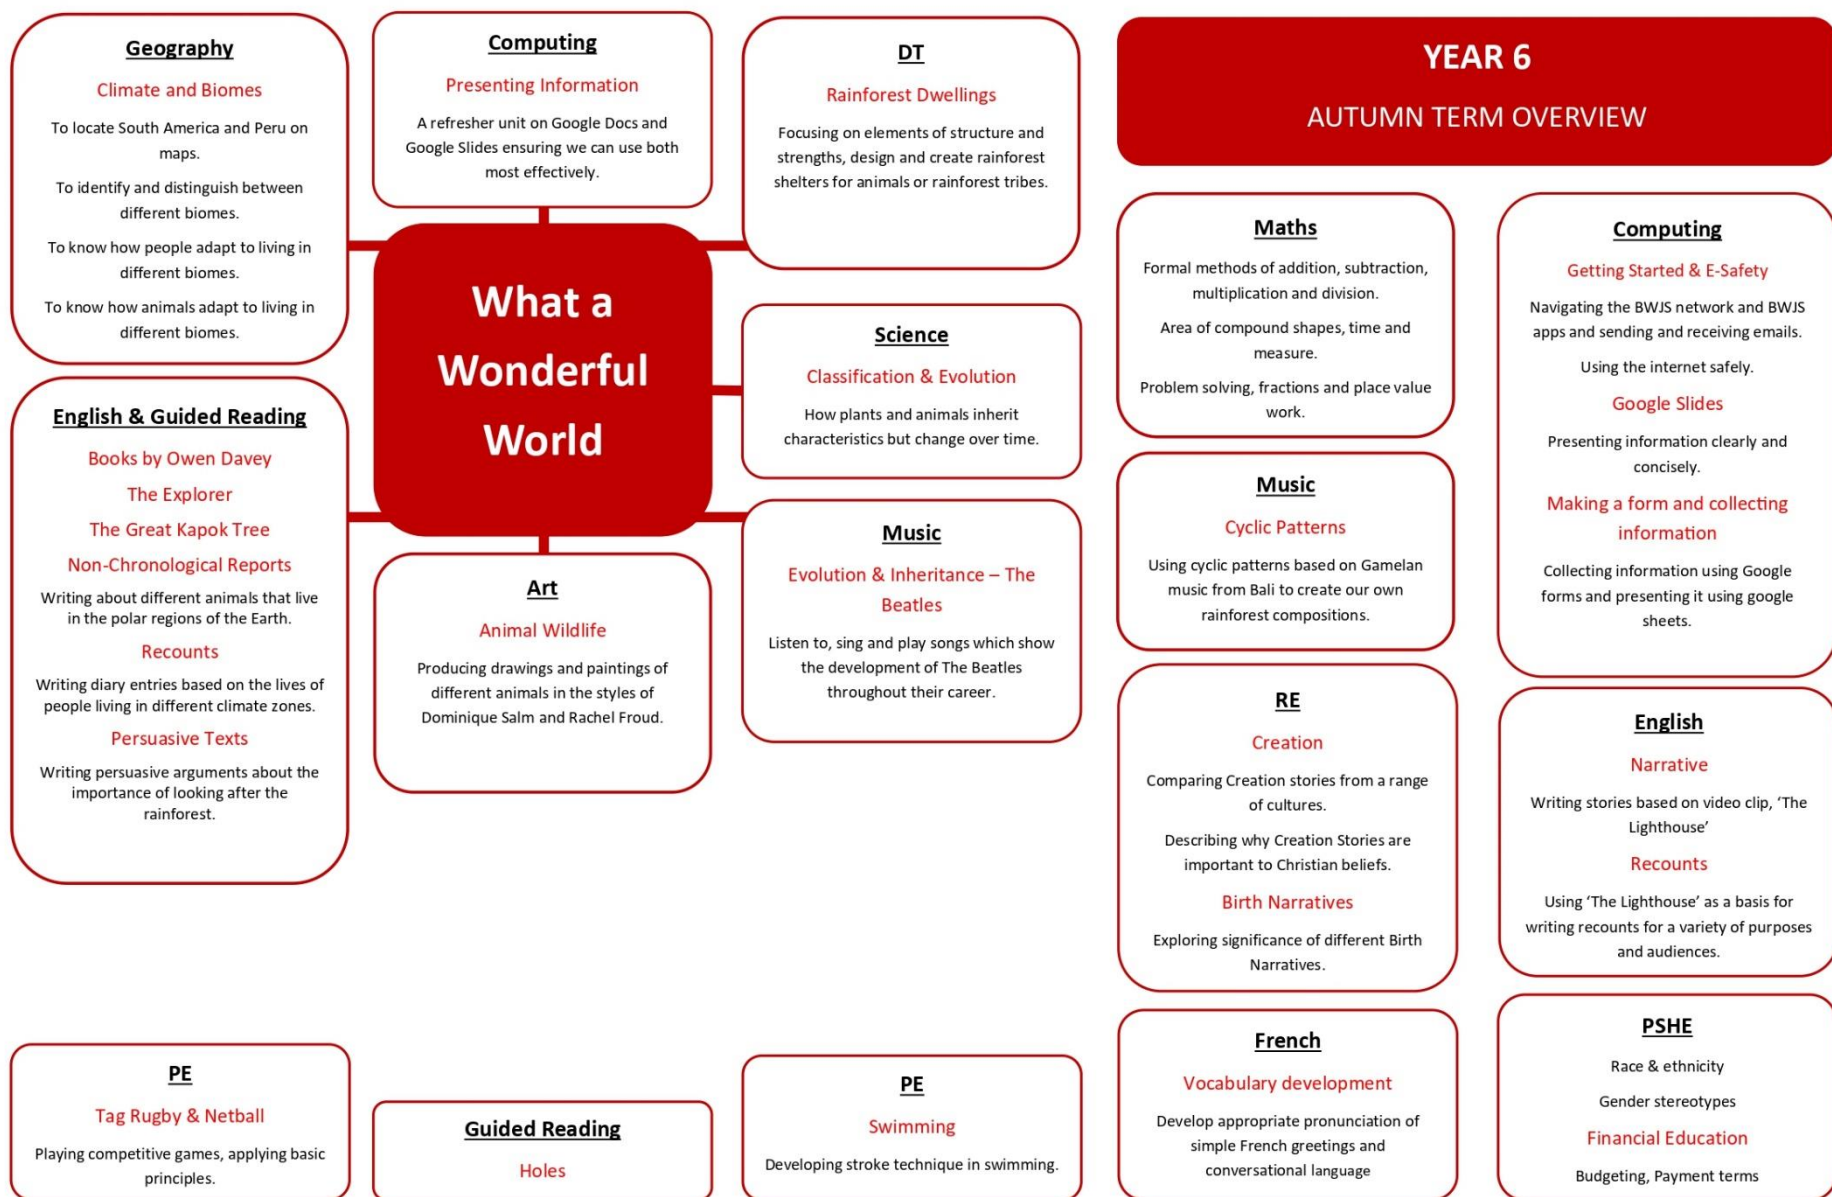 Geography
Climate and Biomes
To locate South America and Peru on
maps.
To identify and distinguish between
different biomes.
To know how people adapt to living in
different biomes.
To know how animals adapt to living in
different biomes.
Computing
Presenting Information
A refresher unit on Google Docs and
Google Slides ensuring we can use both
most effectively.
DT
Rainforest Dwellings
Focusing on elements of structure and
strengths, design and create rainforest
shelters for animals or rainforest tribes.
What a
Wonderful
World
Science
Classification & Evolution
How plants and animals inherit
characteristics but change over time.
English & Guided Reading
Books by Owen Davey
The Explorer
The Great Kapok Tree
Non-Chronological Reports
Writing about different animals that live
in the polar regions of the Earth.
Recounts
Writing diary entries based on the lives of
people living in different climate zones.
Persuasive Texts
Writing persuasive arguments about the
importance of looking after the
rainforest.
Art
Animal Wildlife
Producing drawings and paintings of
different animals in the styles of
Dominique Salm and Rachel Froud.
Music
Evolution & Inheritance – The
Beatles
Listen to, sing and play songs which show
the development of The Beatles
throughout their career.
PE
Tag Rugby & Netball
Playing competitive games, applying basic
principles.
Guided Reading
Holes
PE
Swimming
Developing stroke technique in swimming.
YEAR 6
AUTUMN TERM OVERVIEW
Maths
Formal methods of addition, subtraction,
multiplication and division.
Area of compound shapes, time and
measure.
Problem solving, fractions and place value
work.
Music
Cyclic Patterns
Using cyclic patterns based on Gamelan
music from Bali to create our own
rainforest compositions.
RE
Creation
Comparing Creation stories from a range
of cultures.
Describing why Creation Stories are
important to Christian beliefs.
Birth Narratives
Exploring significance of different Birth
Narratives.
French
Vocabulary development
Develop appropriate pronunciation of
simple French greetings and
conversational language
Computing
Getting Started & E-Safety
Navigating the BWJS network and BWJS
apps and sending and receiving emails.
Using the internet safely.
Google Slides
Presenting information clearly and
concisely.
Making a form and collecting
information
Collecting information using Google
forms and presenting it using google
sheets.
English
Narrative
Writing stories based on video clip, ‘The
Lighthouse’
Recounts
Using ‘The Lighthouse’ as a basis for
writing recounts for a variety of purposes
and audiences.
PSHE
Race & ethnicity
Gender stereotypes
Financial Education
Budgeting, Payment terms